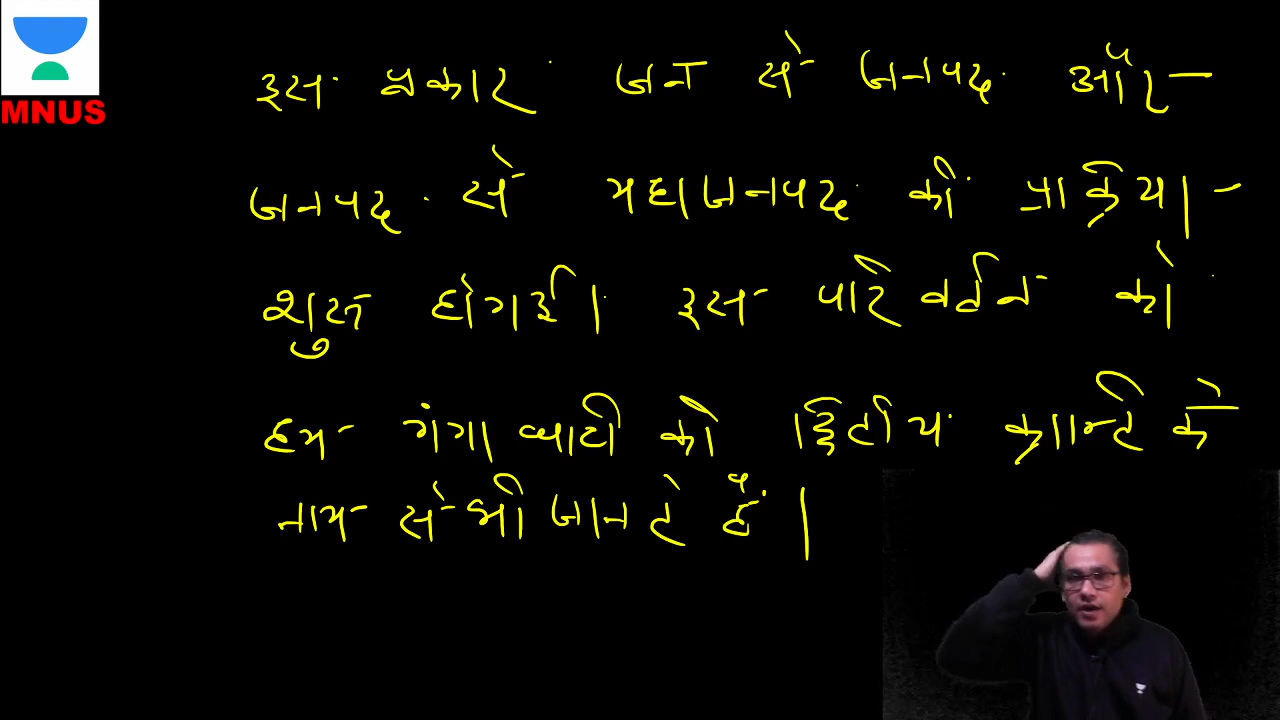 MNUS
इस प्रकार जन से जनपद और
जनपद से महाजनपद की प्रक्रिया
शुरू होगई। इस परिवर्तन को
हम गंगा घाटी की द्वितीय क्रान्ति के
नाम से भी जानते हैं।